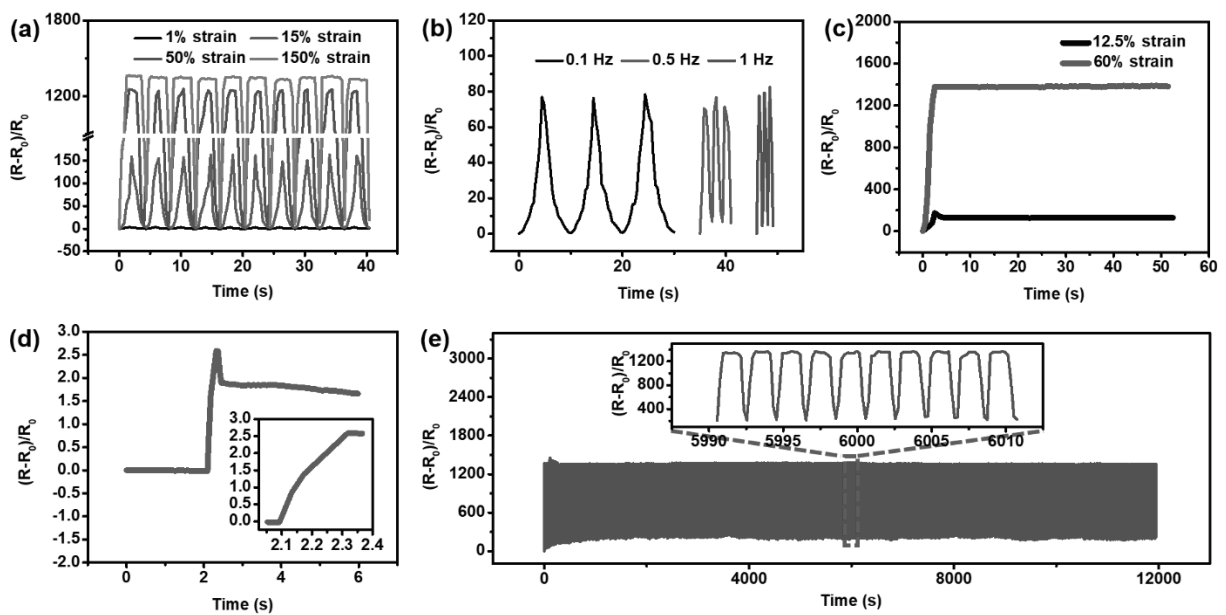 (a)
1% strain 15% strain
50% strain 150% strain
1800
1200
150
100
50
0
-50
(R-R0)/R0
0 10 20 30 40
Time (s)
(b)
0.1 Hz 0.5 Hz 1 Hz
120
100
80
60
40
20
0
(R-R0)/R0
0 20 40
Time (s)
(c)
12.5% strain
60% strain
2000
1600
1200
800
400
0
(R-R0)/R0
0 10 20 30 40 50 60
Time (s)
(d)
3.0
2.5
2.0
1.5
1.0
0.5
0.0
-0.5
-1.0
-1.5
-2.0
(R-R0)/R0
3.0
2.5
2.0
1.5
1.0
0.5
0.0
2.1 2.2 2.3 2.4
0 2 4 6
Time (s)
(e)
3300
2400
1800
1200
600
0
(R-R0)/R0
1200
800
400
(R-R0)/R0
5990 5995 6000 6005 6010
0 4000 8000 12000
Time (s)